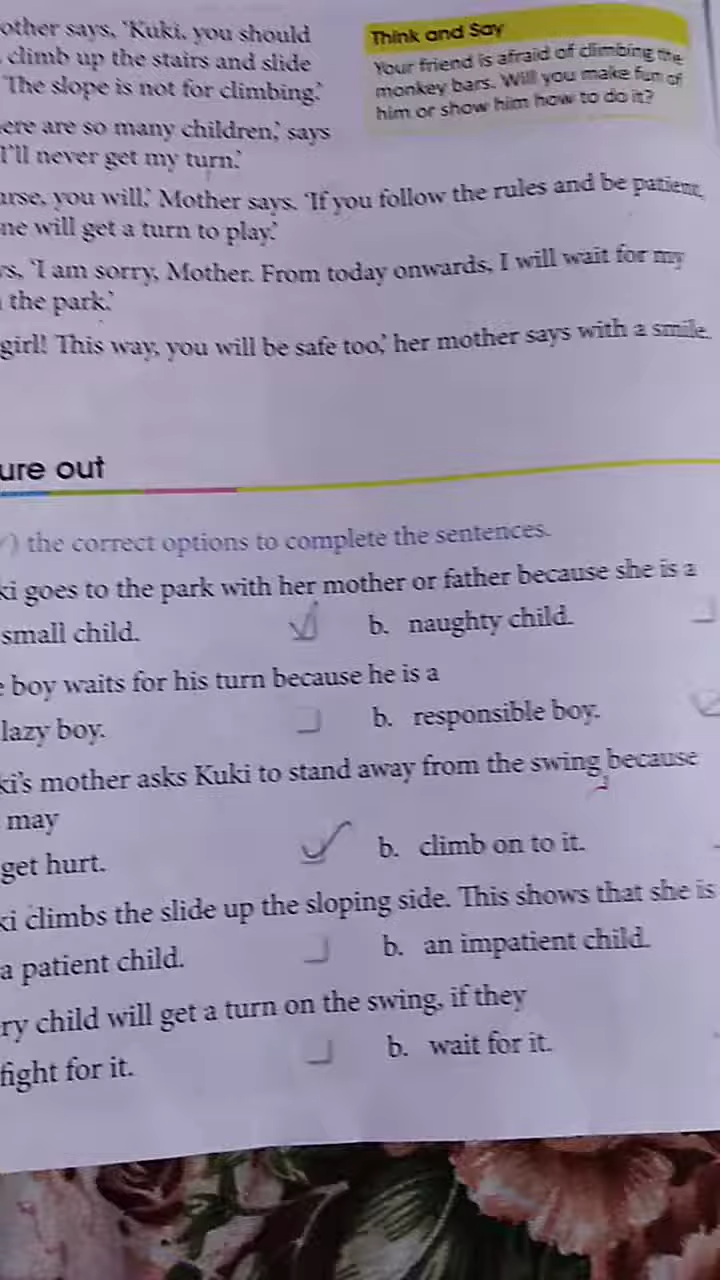 other says, 'Kuki, you should
climb up the stairs and slide
'The slope is not for climbing.'
Think and Say
Your friend is afraid of climbing the
monkey bars. Will you make fun of
him or show him how to do it?
ere are so many children,' says
I'll never get my turn.'
urse, you will.' Mother says. 'If you follow the rules and be patient,
ne will get a turn to play.'
ys, 'I am sorry, Mother. From today onwards, I will wait for my
the park.'
girl! This way, you will be safe too,' her mother says with a smile.
ure out
) the correct options to complete the sentences.
ki goes to the park with her mother or father because she is a
small child.
b. naughty child.
e boy waits for his turn because he is a
lazy boy.
b. responsible boy.
ki's mother asks Kuki to stand away from the swing because
may
get hurt.
b. climb on to it.
ki climbs the slide up the sloping side. This shows that she is
a patient child.
b. an impatient child.
ry child will get a turn on the swing, if they
fight for it.
b. wait for it.